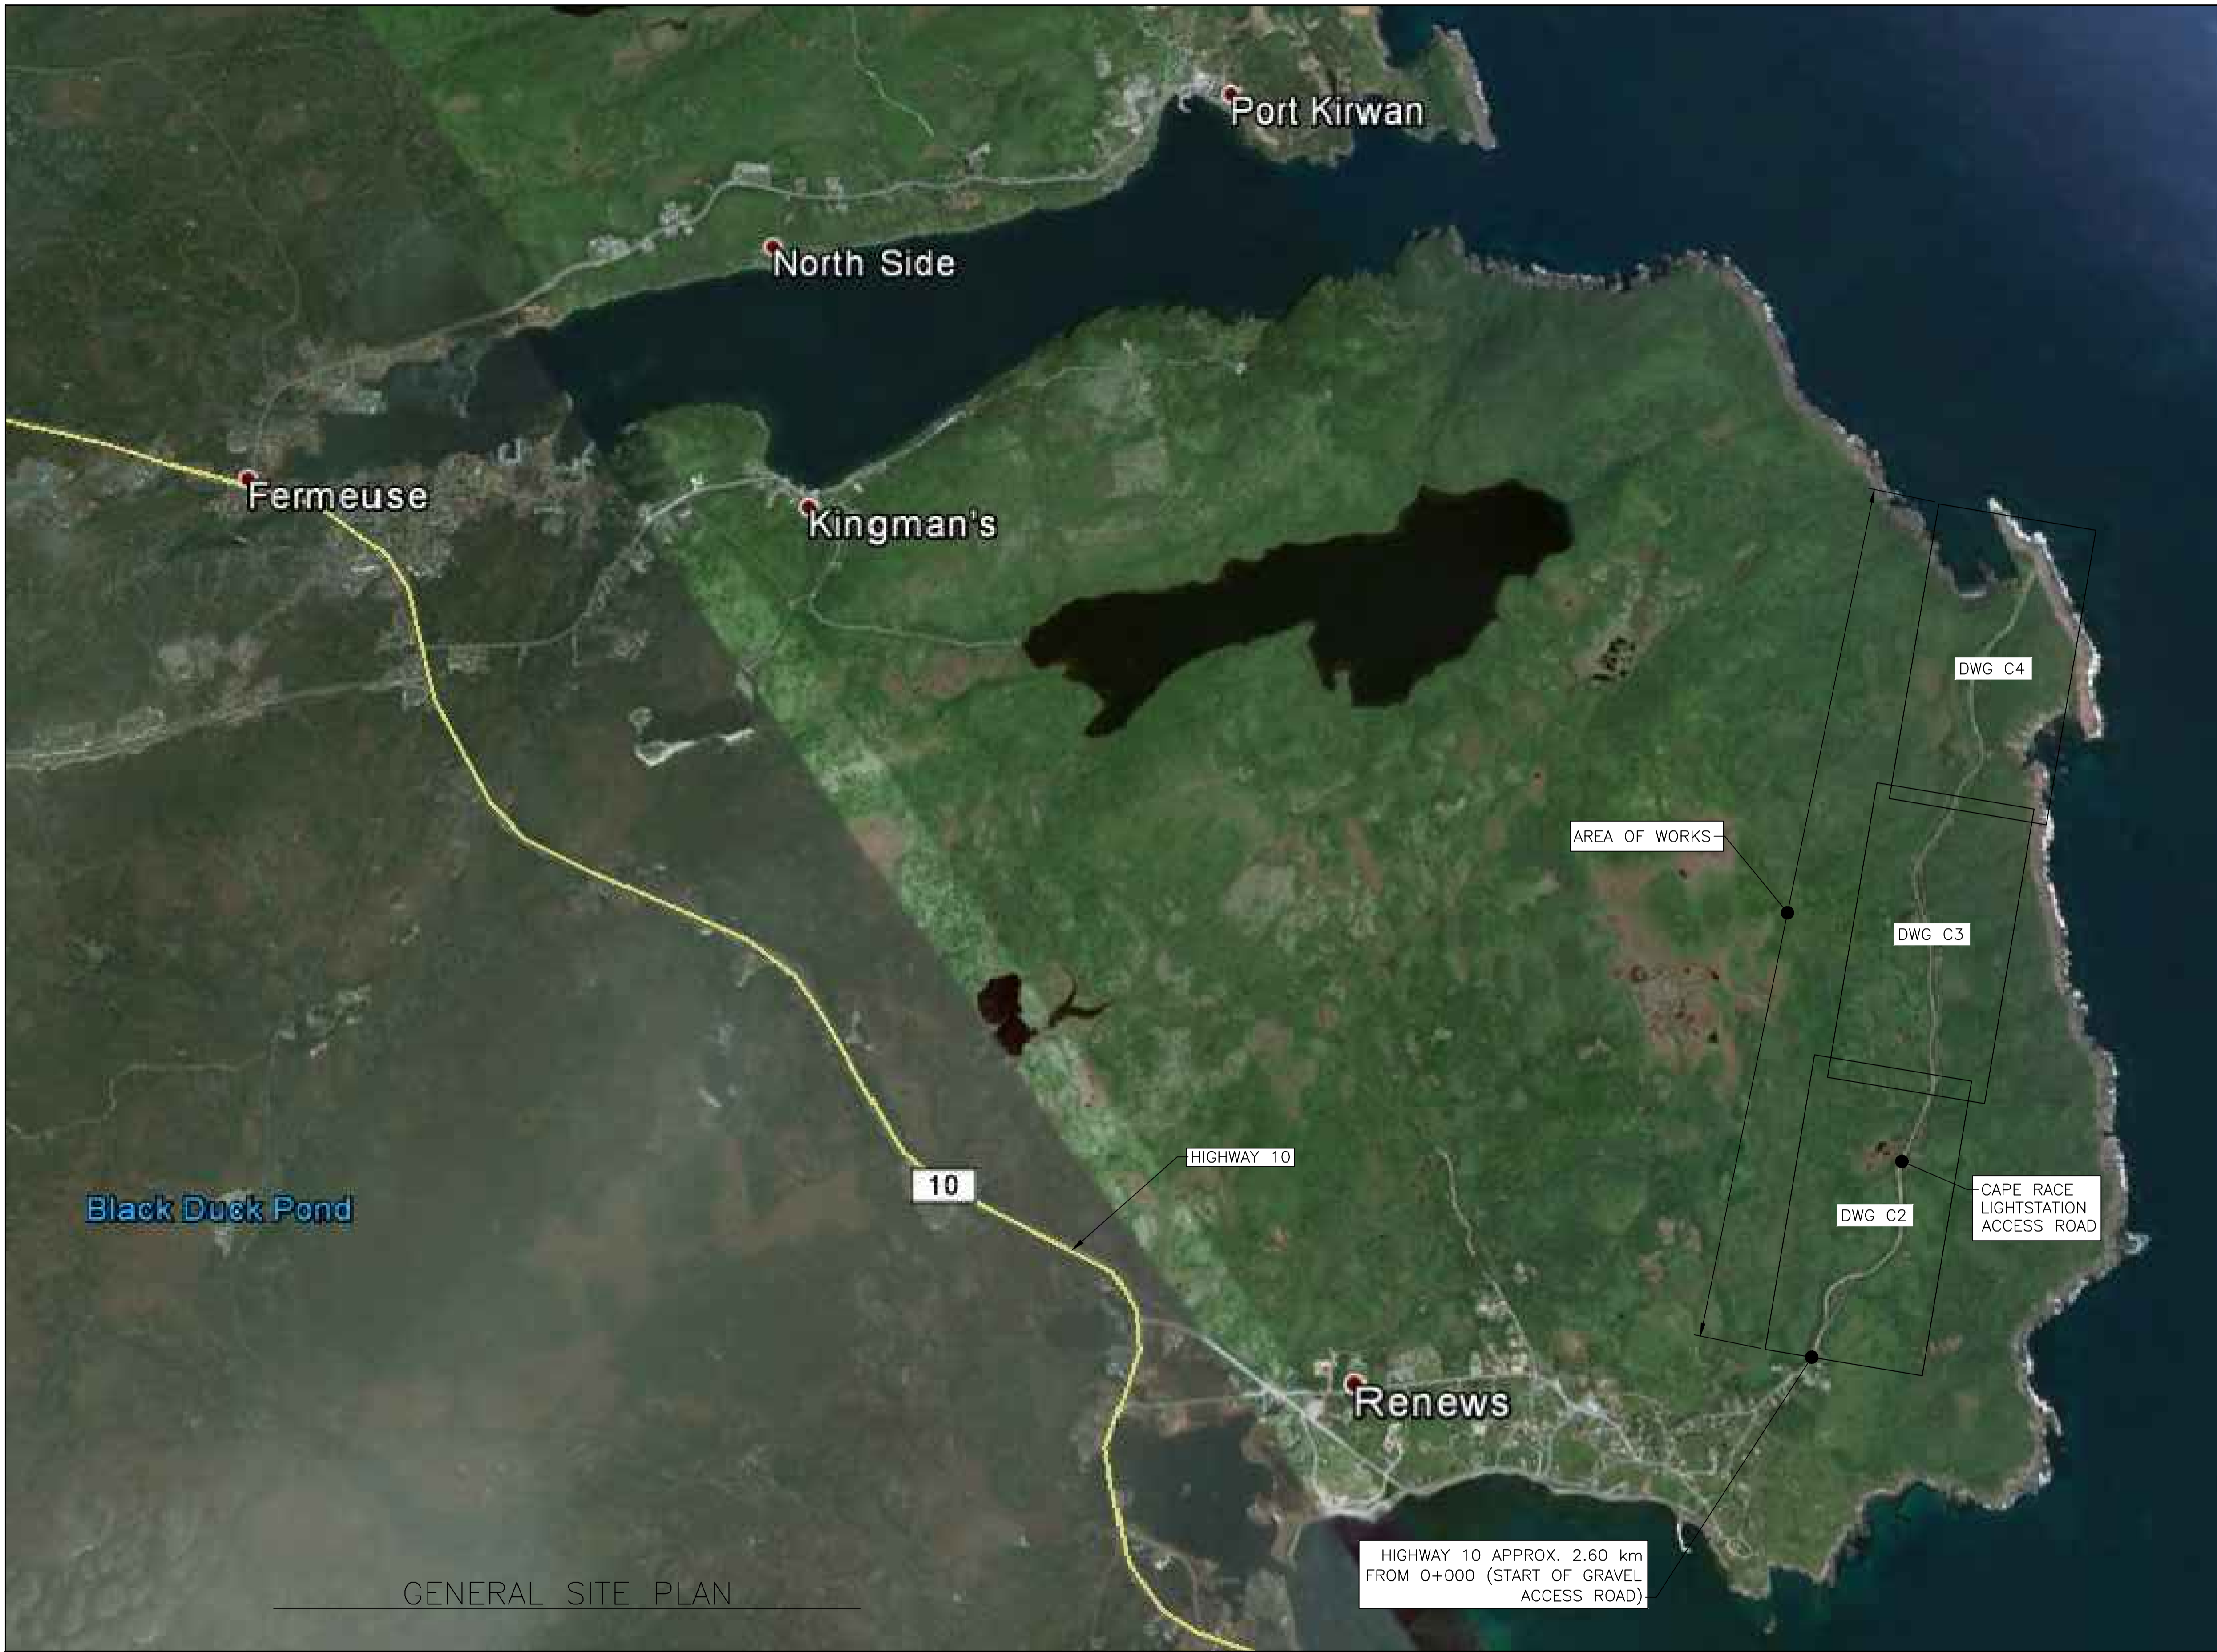 Port Kirwan
North Side
Fermeuse
Kingman's
DWG C4
AREA OF WORKS
DWG C3
HIGHWAY 10
10
CAPE RACE
LIGHTSTATION
ACCESS ROAD
Black Duck Pond
DWG C2
Renews
HIGHWAY 10 APPROX. 2.60 km
FROM 0+000 (START OF GRAVEL
ACCESS ROAD)
GENERAL SITE PLAN